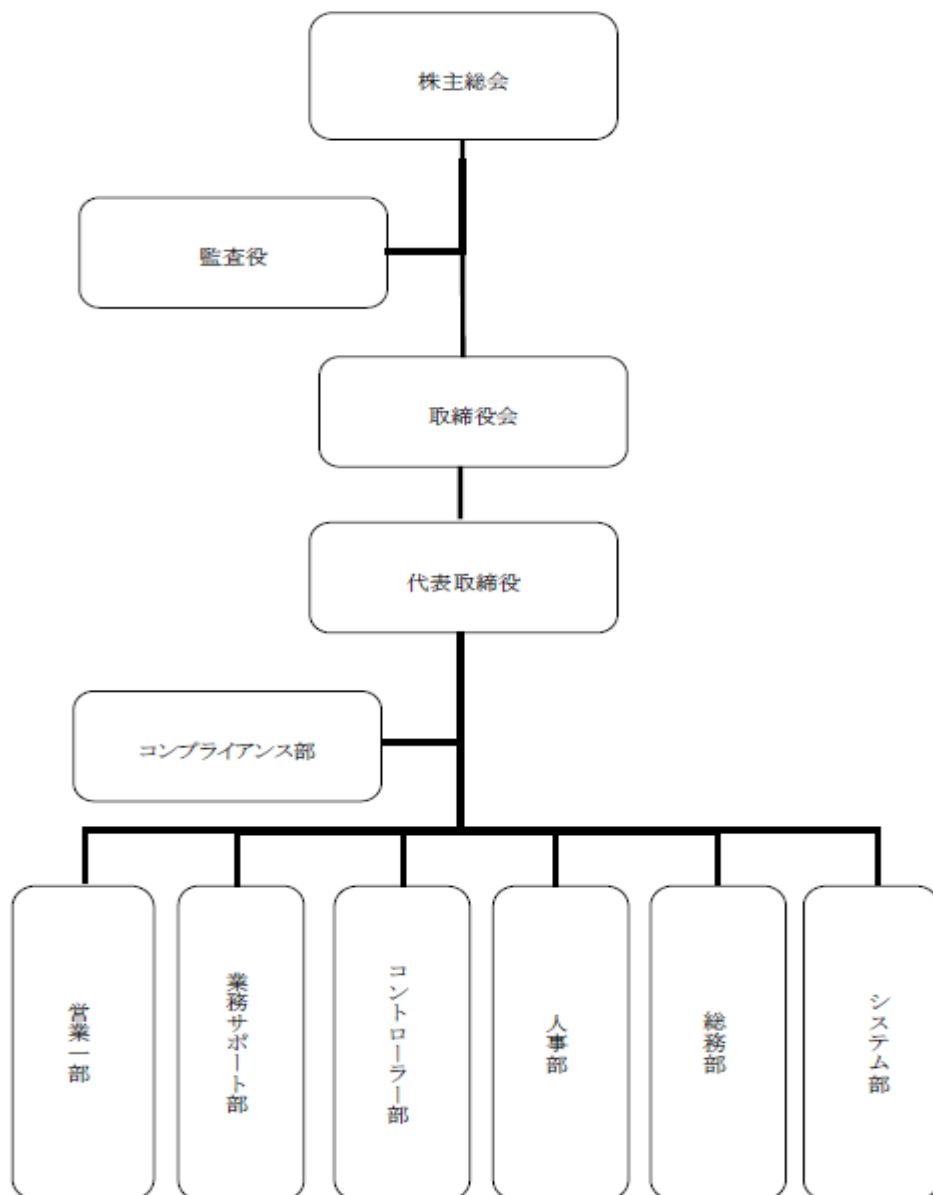 株主総会
監査役
取締役会
代表取締役
コンプライアンス部
営業一部
業務サポート部
コントローラー部
人事部
総務部
システム部